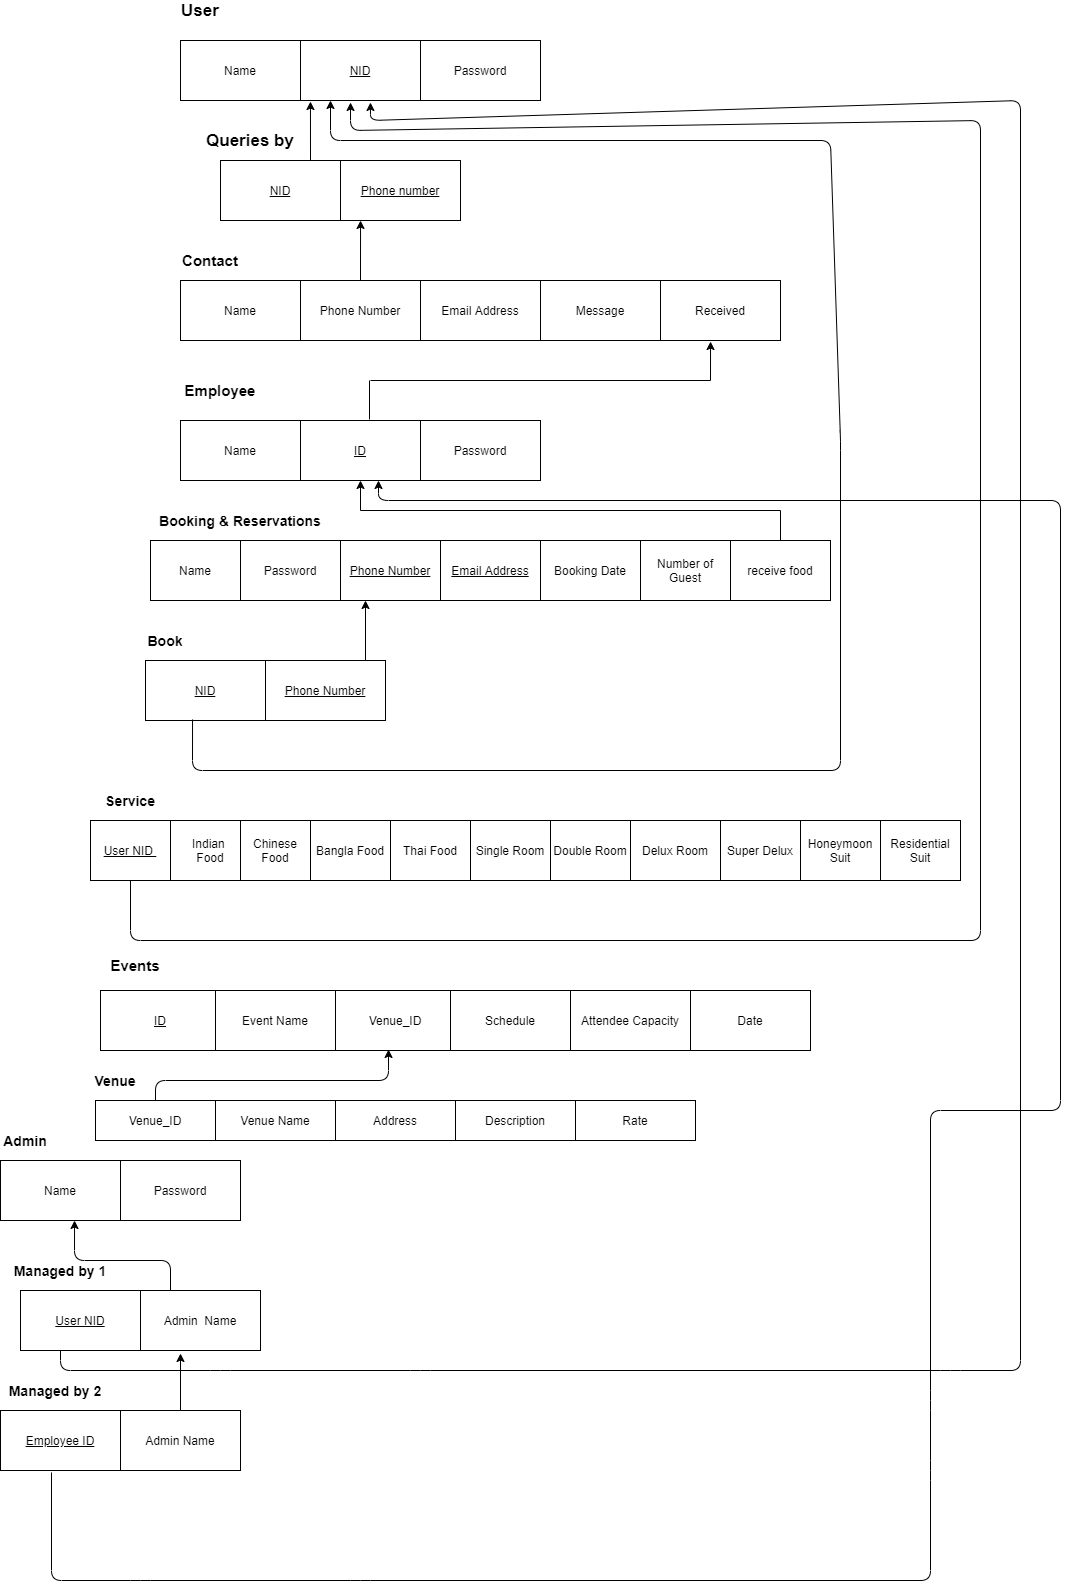 User
Name
NID
Password
Queries by
NID
Phone number
Contact
Name
Phone Number
Email Address
Message
Received
Employee
Name
ID
Password
Booking & Reservations
Name
Password
Phone Number
Email Address
Booking Date
Number of
Guest
receive food
Book
NID
Phone Number
Service
User NID
Indian
Food
Chinese
Food
Bangla Food
Thai Food
Single Room
Double Room
Delux Room
Super Delux
Honeymoon
Suit
Residential
Suit
Events
ID
Event Name
Venue_ID
Schedule
Attendee Capacity
Date
Venue
Venue_ID
Venue Name
Address
Description
Rate
Admin
Name
Password
Managed by 1
User NID
Admin Name
Managed by 2
Employee ID
Admin Name